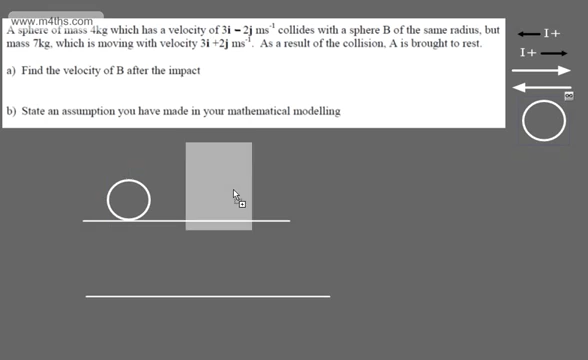 www.m4ths.com
A sphere of mass 4kg which has a velocity of 3i – 2j ms⁻¹ collides with a sphere B of the same radius, but
mass 7kg, which is moving with velocity 3i +2j ms⁻¹. As a result of the collision, A is brought to rest.
a) Find the velocity of B after the impact
b) State an assumption you have made in your mathematical modelling
I+
I+